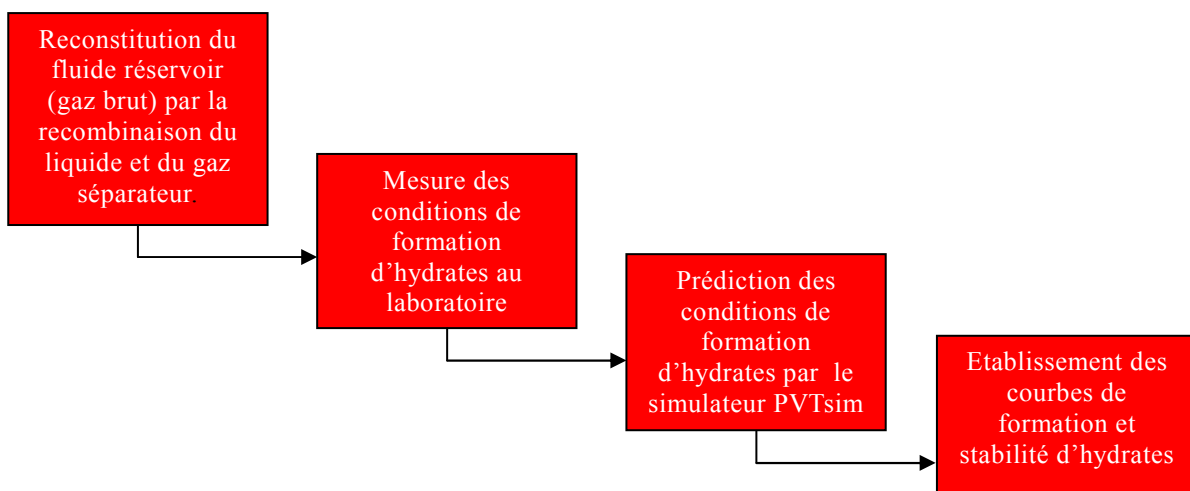 Reconstitution du
fluide réservoir
(gaz brut) par la
recombinaison du
liquide et du gaz
séparateur.
Mesure des
conditions de
formation
d’hydrates au
laboratoire
Prédiction des
conditions de
formation
d’hydrates par le
simulateur PVTsim
Etablissement des
courbes de
formation et
stabilité d’hydrates